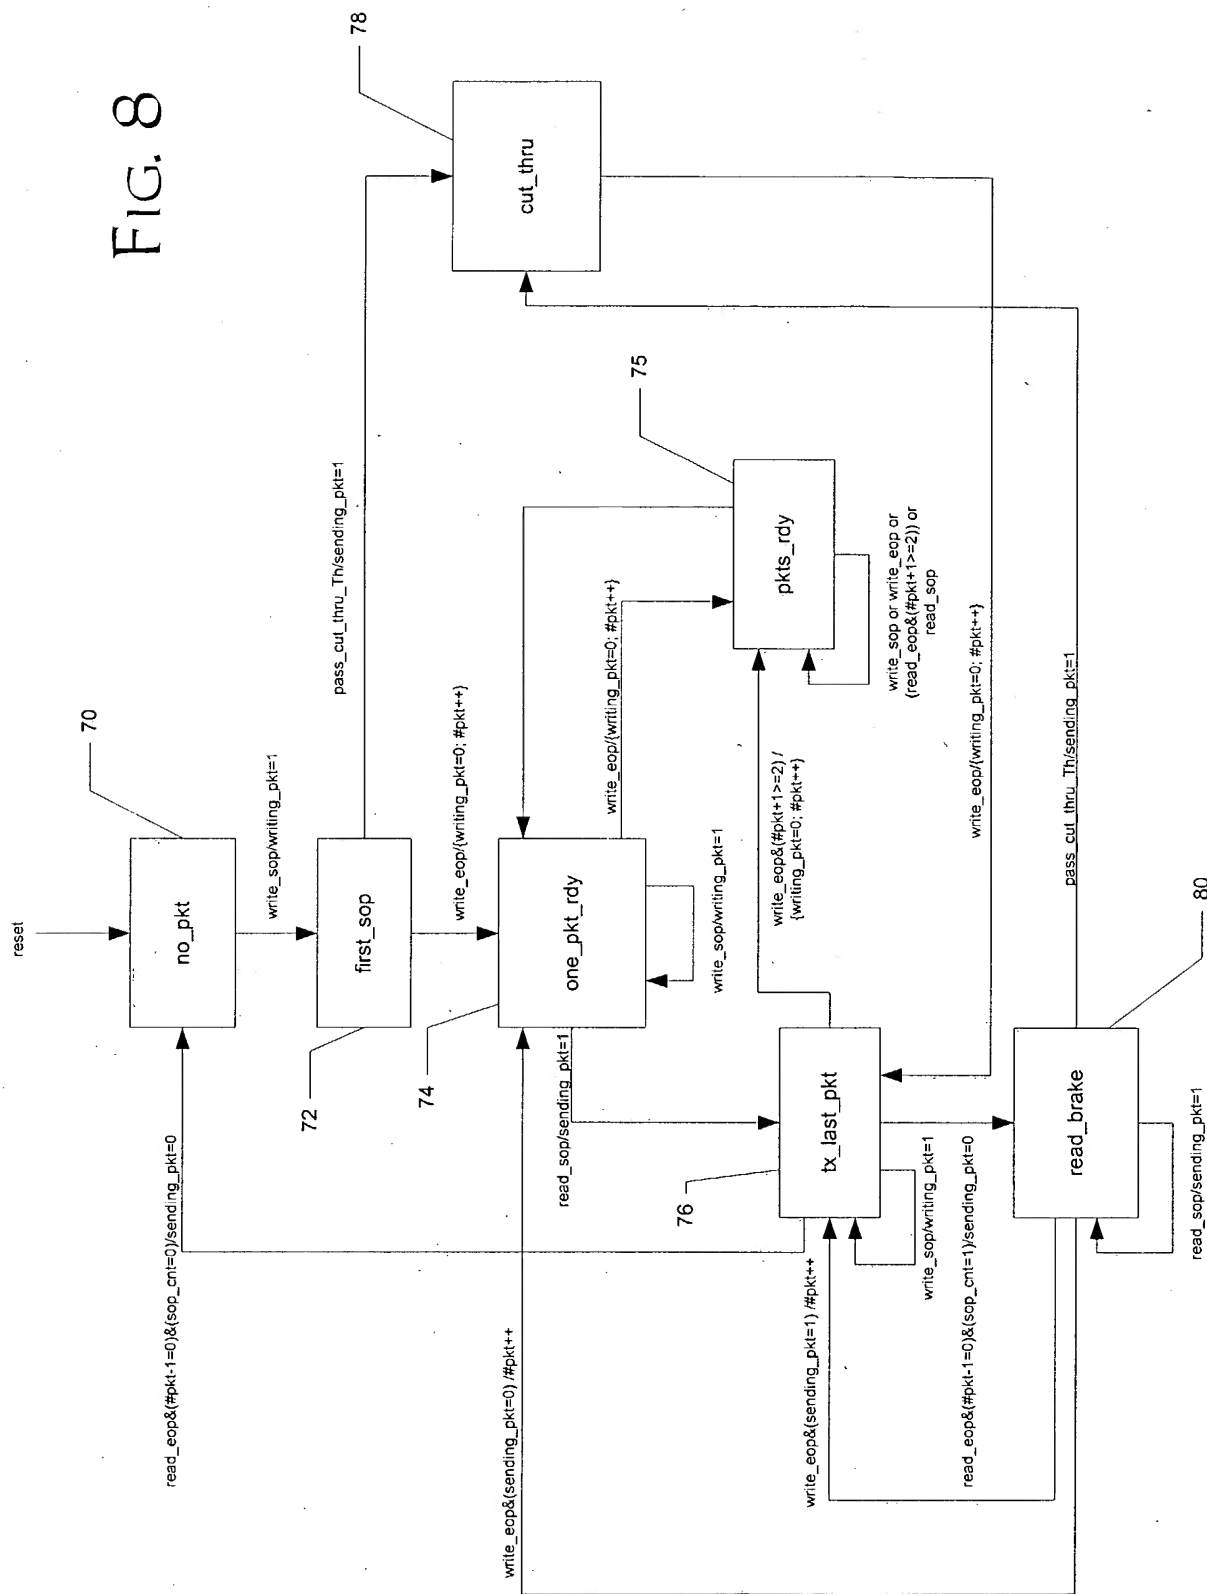 FIG. 8
reset
no_pkt
70
write_sop/writing_pkt=1
first_sop
72
pass_cut_thru_Th/sending_pkt=1
cut_thru
78
write_eop/{writing_pkt=0; #pkt++}
one_pkt_rdy
74
write_sop/writing_pkt=1
write_eop/{writing_pkt=0; #pkt++}
pkts_rdy
75
write_sop or write_eop or
{read_eop&(#pkt+1>=2)) or
read_sop
read_sop/sending_pkt=1
write_eop&(#pkt+1>=2) /
{writing_pkt=0; #pkt++}
tx_last_pkt
76
write_sop/writing_pkt=1
write_eop/{writing_pkt=0; #pkt++}
read_eop&(#pkt-1=0)&(sop_cnt=0)/sending_pkt=0
write_eop&(sending_pkt=0) /#pkt++
write_eop&(sending_pkt=1) /#pkt++
read_eop&(#pkt-1=0)&(sop_cnt=1)/sending_pkt=0
read_brake
80
read_sop/sending_pkt=1
pass_cut_thru_Th/sending_pkt=1